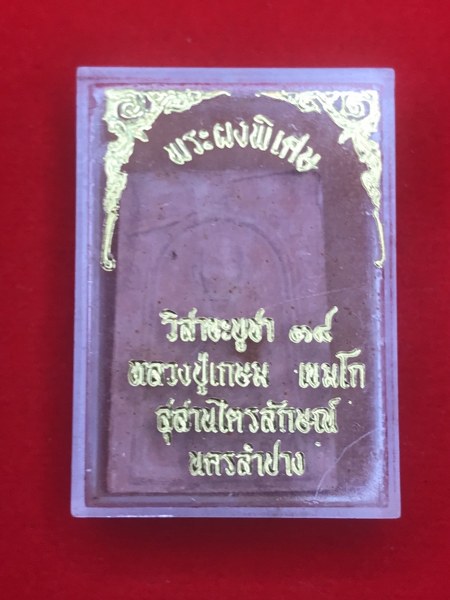 พระผงพิเศษ
วิสาขะบูชา ๓๘
หลวงปู่เกษม เขมโก
สุสานไตรลักษณ์
นครลำปาง